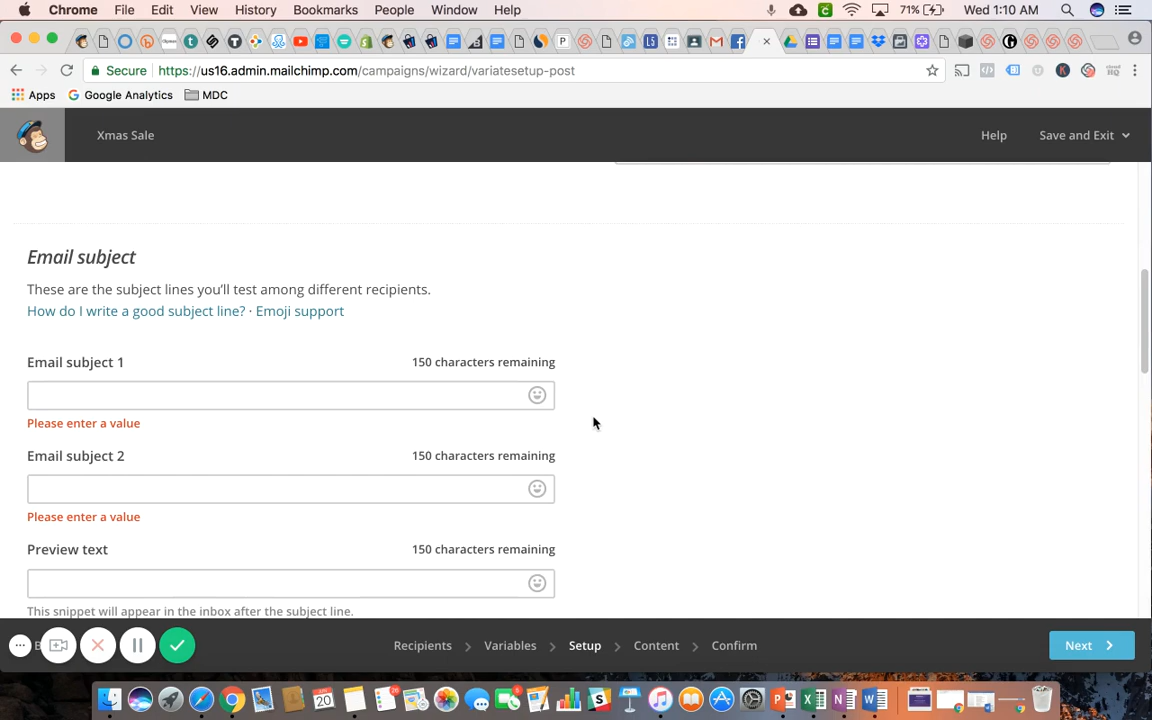 Chrome File Edit View History Bookmarks People Window Help 71% Wed 1:10 AM
Secure https://us16.admin.mailchimp.com/campaigns/wizard/variatesetup-post
Apps Google Analytics MDC
Xmas Sale Help Save and Exit
Email subject
These are the subject lines you'll test among different recipients.
How do I write a good subject line? · Emoji support
Email subject 1 150 characters remaining
Please enter a value
Email subject 2 150 characters remaining
Please enter a value
Preview text 150 characters remaining
This snippet will appear in the inbox after the subject line.
Recipients Variables Setup Content Confirm Next